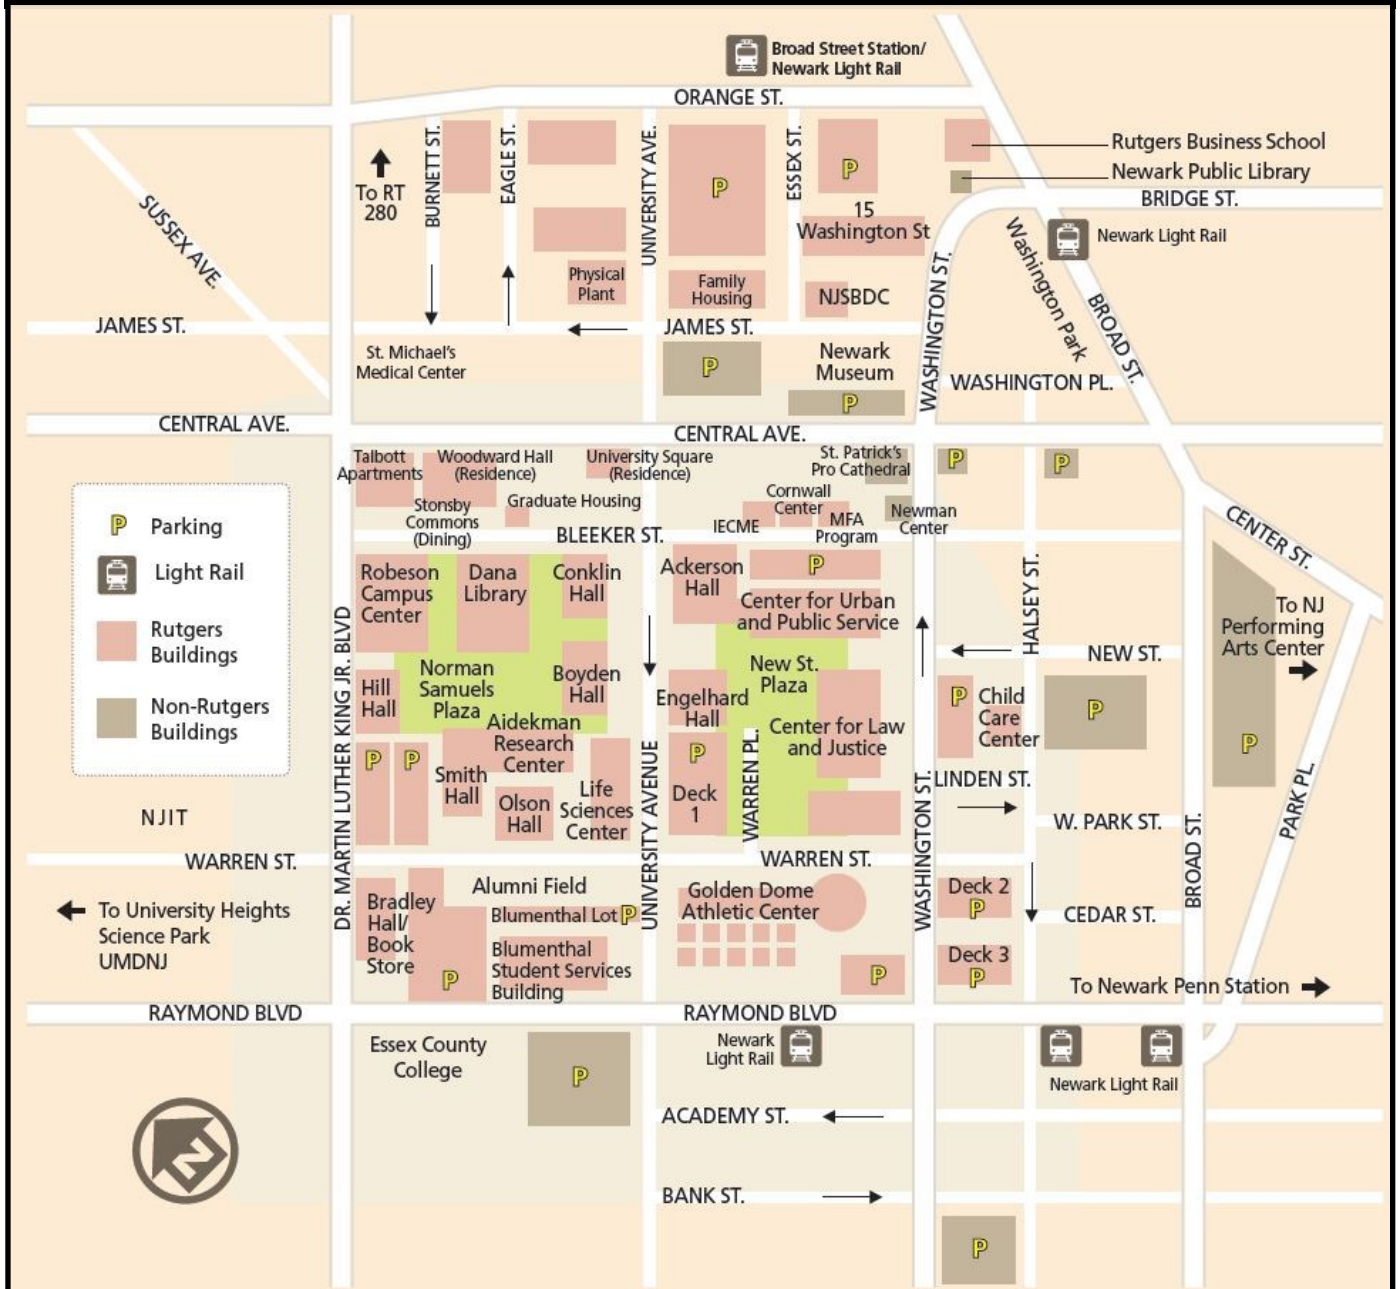 Broad Street Station/
Newark Light Rail
ORANGE ST.
BURNETT ST.
EAGLE ST.
UNIVERSITY AVE.
ESSEX ST.
P
P
Rutgers Business School
Newark Public Library
BRIDGE ST.
To RT
280
SUSSEX AVE.
15
Washington St
Newark Light Rail
Washington Park
Physical
Plant
Family
Housing
NJSBDC
WASHINGTON ST.
BROAD ST.
JAMES ST.
JAMES ST.
St. Michael's
Medical Center
P
Newark
Museum
P
WASHINGTON PL.
CENTRAL AVE.
CENTRAL AVE.
Talbott
Apartments
Woodward Hall
(Residence)
University Square
(Residence)
St. Patrick's
Pro Cathedral
P
P
Stonsby
Commons
(Dining)
Graduate Housing
Cornwall
Center
IECME
MFA
Program
Newman
Center
CENTER ST.
BLEEKER ST.
P
Parking
Light Rail
Rutgers
Buildings
Non-Rutgers
Buildings
Robeson
Campus
Center
Dana
Library
Conklin
Hall
Ackerson
Hall
P
Center for Urban
and Public Service
HALSEY ST.
To NJ
Performing
Arts Center
P
DR. MARTIN LUTHER KING JR. BLVD
Norman
Samuels
Plaza
Hill
Hall
Boyden
Hall
Engelhard
Hall
New St.
Plaza
NEW ST.
P
Child
Care
Center
P
Aidekman
Research
Center
Center for Law
and Justice
P
P
Smith
Hall
Olson
Hall
Life
Sciences
Center
UNIVERSITY AVENUE
P
Deck
1
WARREN PL.
WASHINGTON ST.
LINDEN ST.
W. PARK ST.
BROAD ST.
PARK PL.
NJIT
WARREN ST.
WARREN ST.
To University Heights
Science Park
UMDNJ
Bradley
Hall/
Book
Store
P
Alumni Field
Blumenthal Lot
P
Blumenthal
Student Services
Building
Golden Dome
Athletic Center
P
Deck 2
P
CEDAR ST.
Deck 3
P
To Newark Penn Station
RAYMOND BLVD
RAYMOND BLVD
Essex County
College
P
Newark
Light Rail
Newark Light Rail
ACADEMY ST.
N
BANK ST.
P